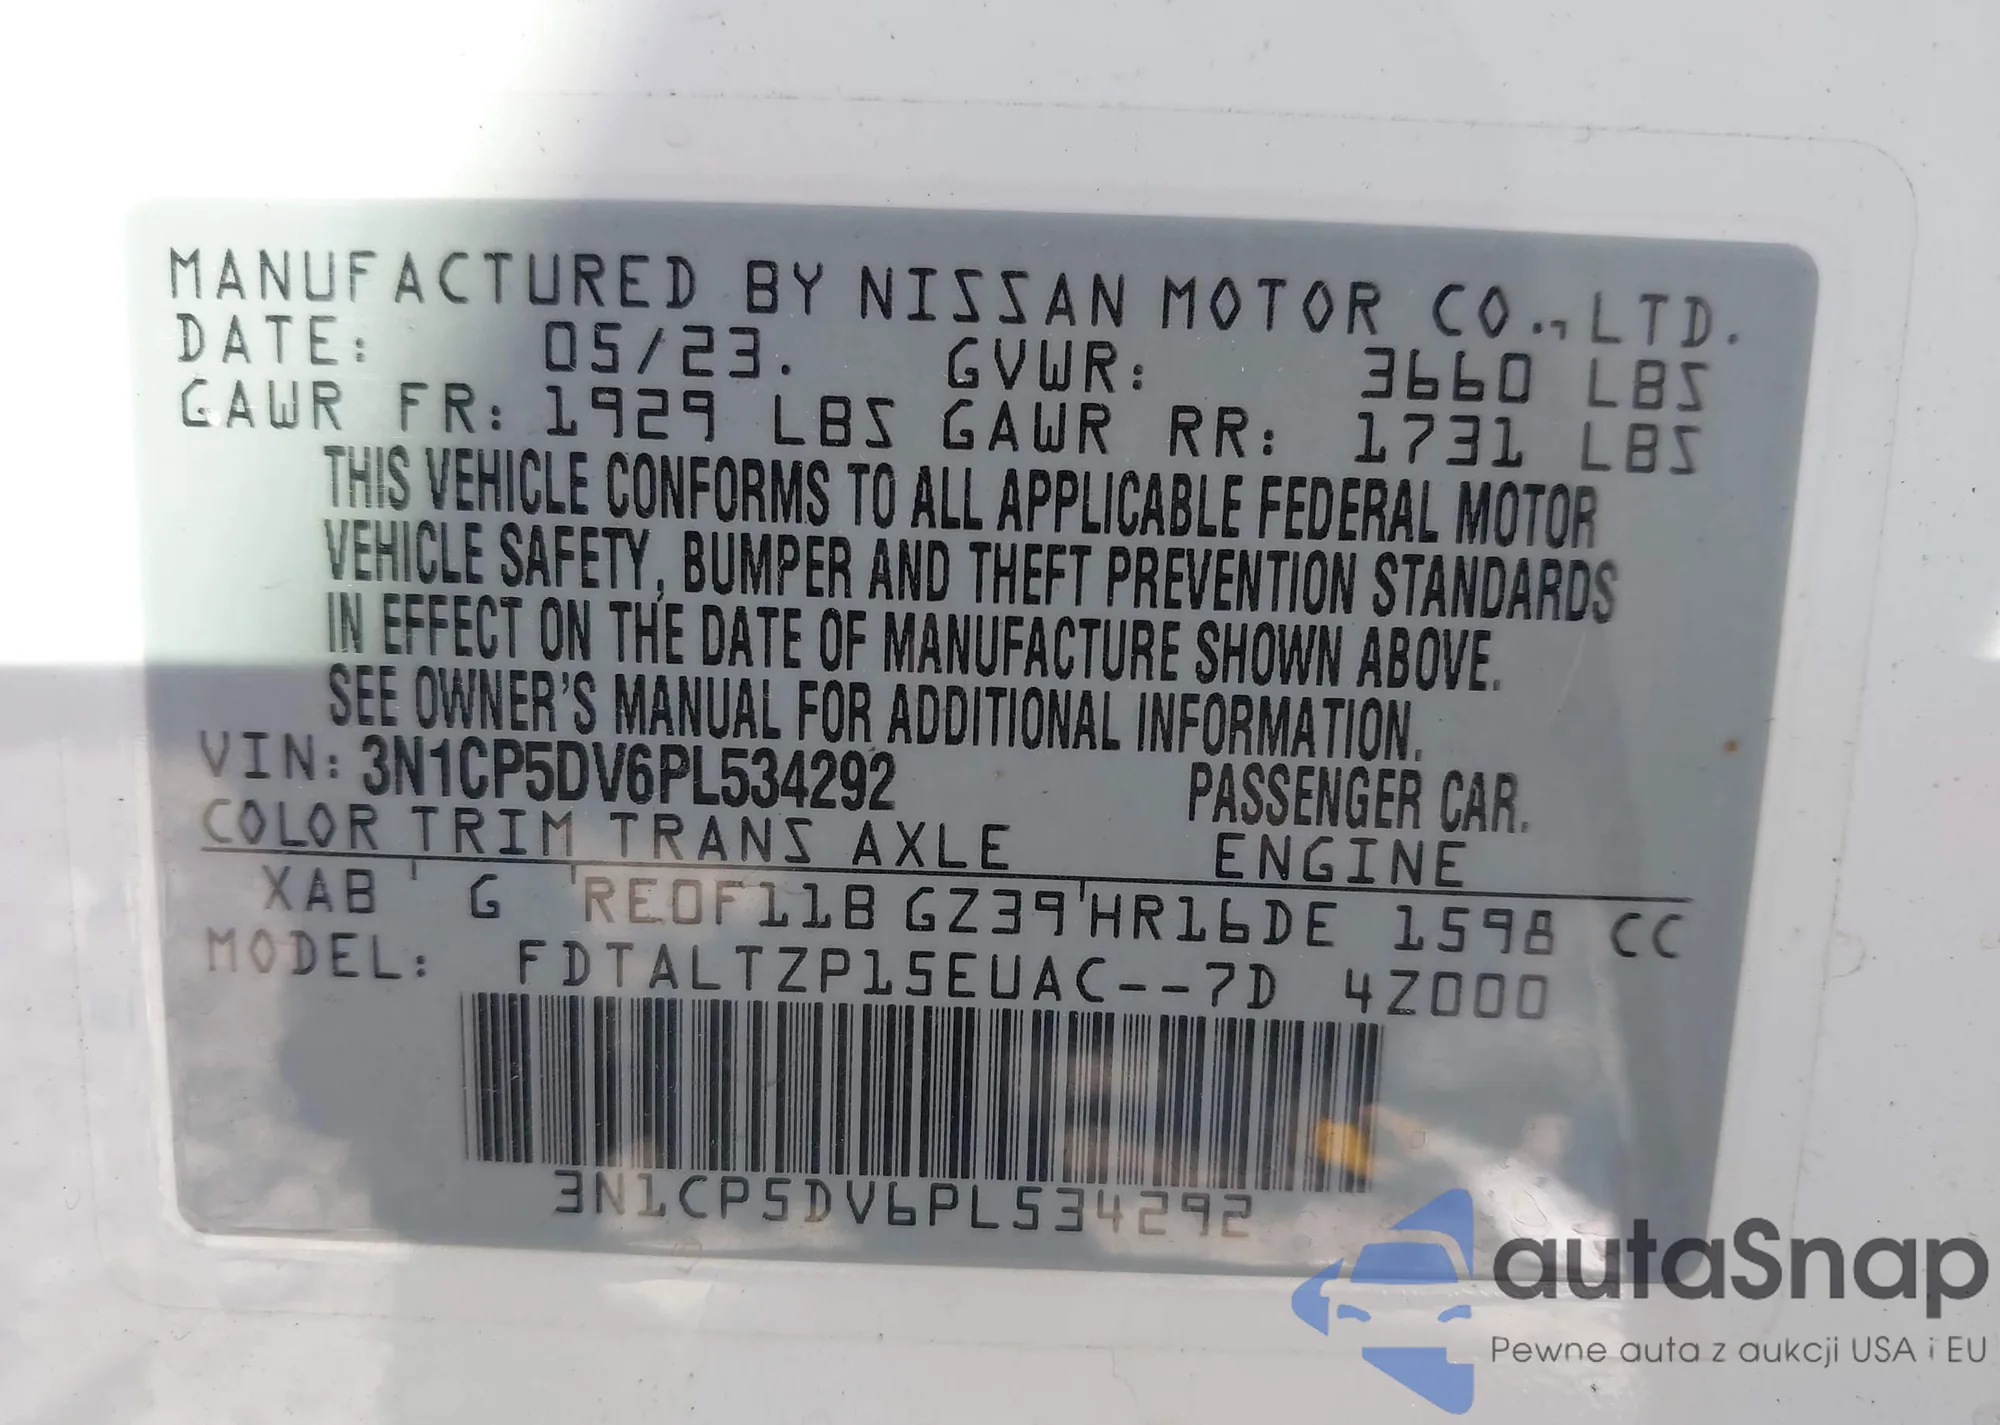 MANUFACTURED BY NISSAN MOTOR CO.,LTD.
DATE: 05/23. GVWR: 3660 LBS
GAWR FR: 1929 LBS GAWR RR: 1731 LBS
THIS VEHICLE CONFORMS TO ALL APPLICABLE FEDERAL MOTOR
VEHICLE SAFETY, BUMPER AND THEFT PREVENTION STANDARDS
IN EFFECT ON THE DATE OF MANUFACTURE SHOWN ABOVE.
SEE OWNER'S MANUAL FOR ADDITIONAL INFORMATION.
VIN: 3N1CP5DV6PL534292 PASSENGER CAR.
COLOR TRIM TRANS AXLE ENGINE
XAB G RE0F11B GZ39 HR16DE 1598 CC
MODEL: FDTALTZP15EUAC--7D 4Z000
3N1CP5DV6PL534292
autaSnap
Pewne auta z aukcji USA i EU